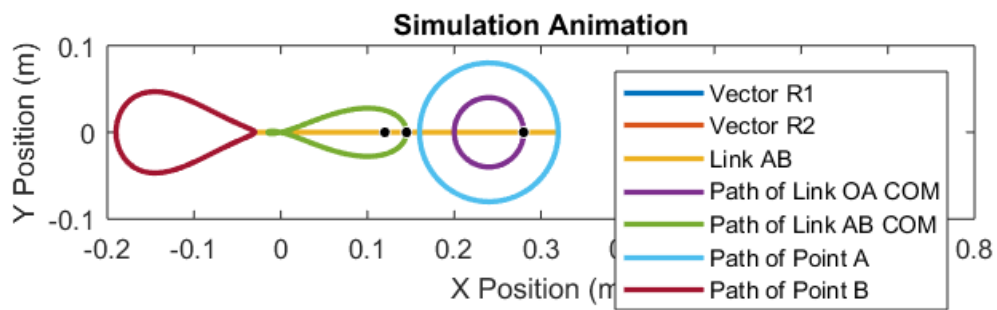 Simulation Animation
Y Position (m)
0.1
0
-0.1
-0.2 -0.1 0 0.1 0.2 0.3 0.8
X Position (m
Vector R1
Vector R2
Link AB
Path of Link OA COM
Path of Link AB COM
Path of Point A
Path of Point B